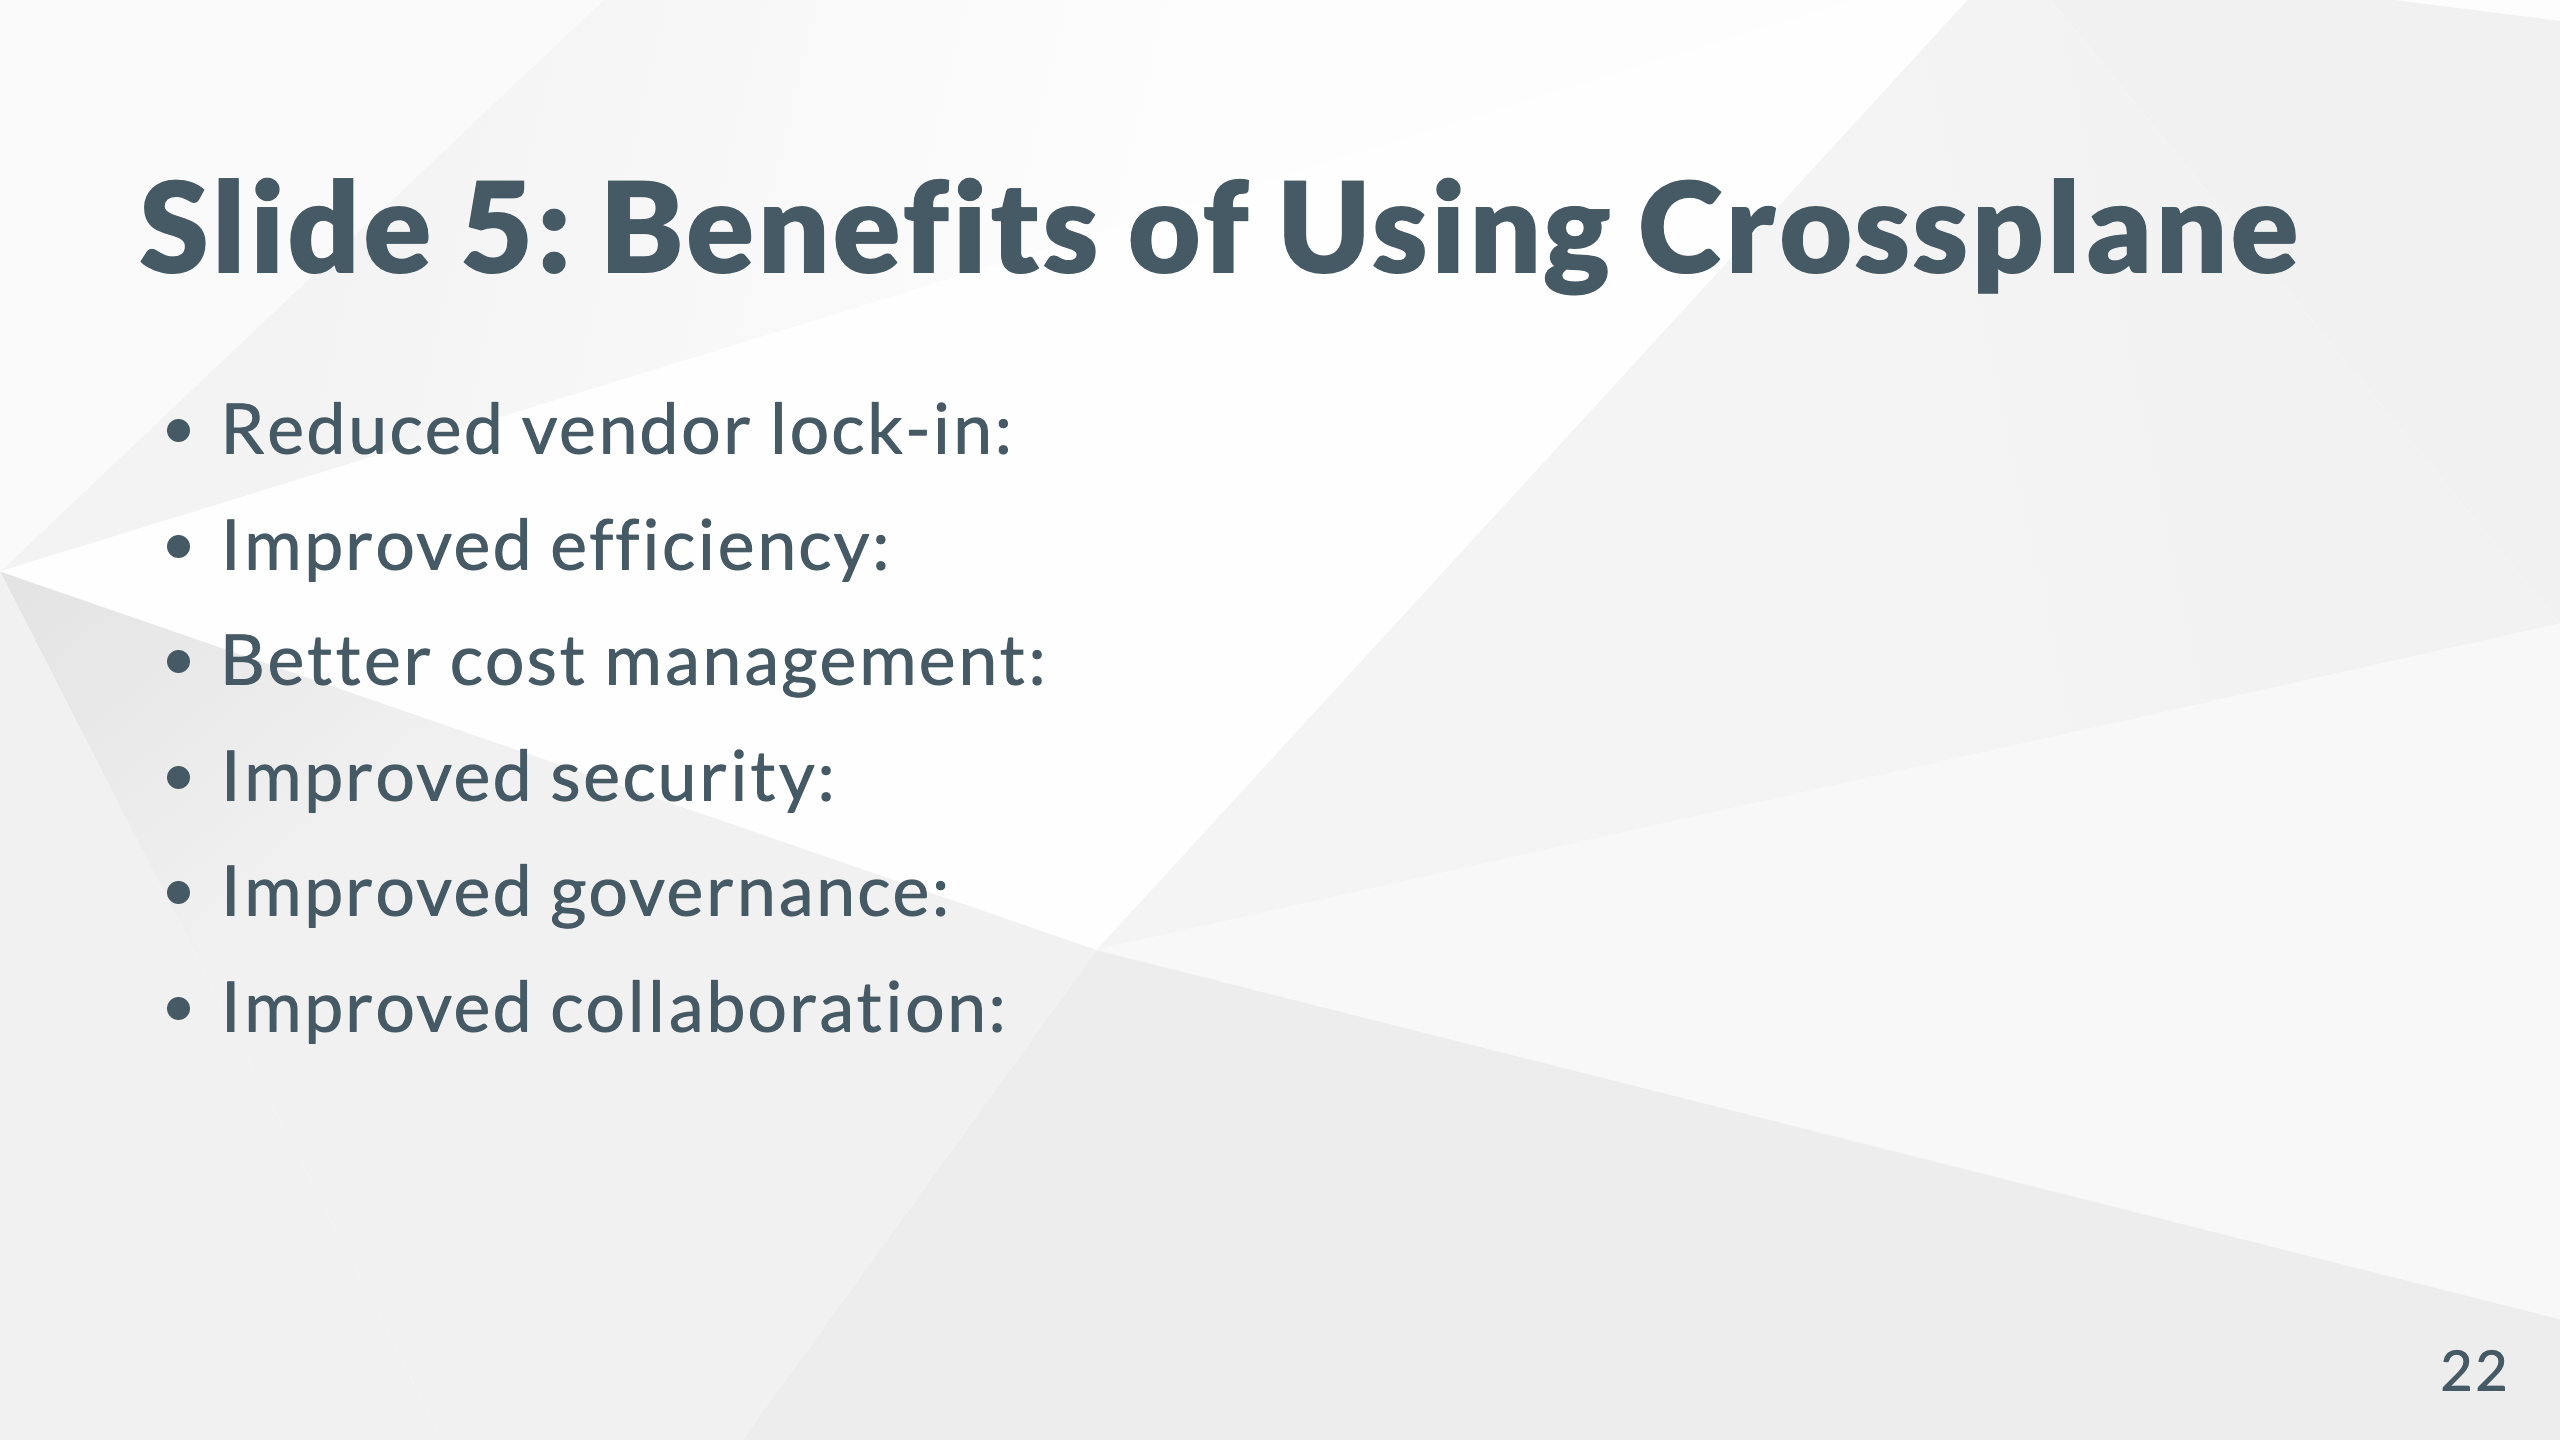 Slide 5: Benefits of Using Crossplane
• Reduced vendor lock-in:
• Improved efficiency:
• Better cost management:
• Improved security:
• Improved governance:
• Improved collaboration:
22